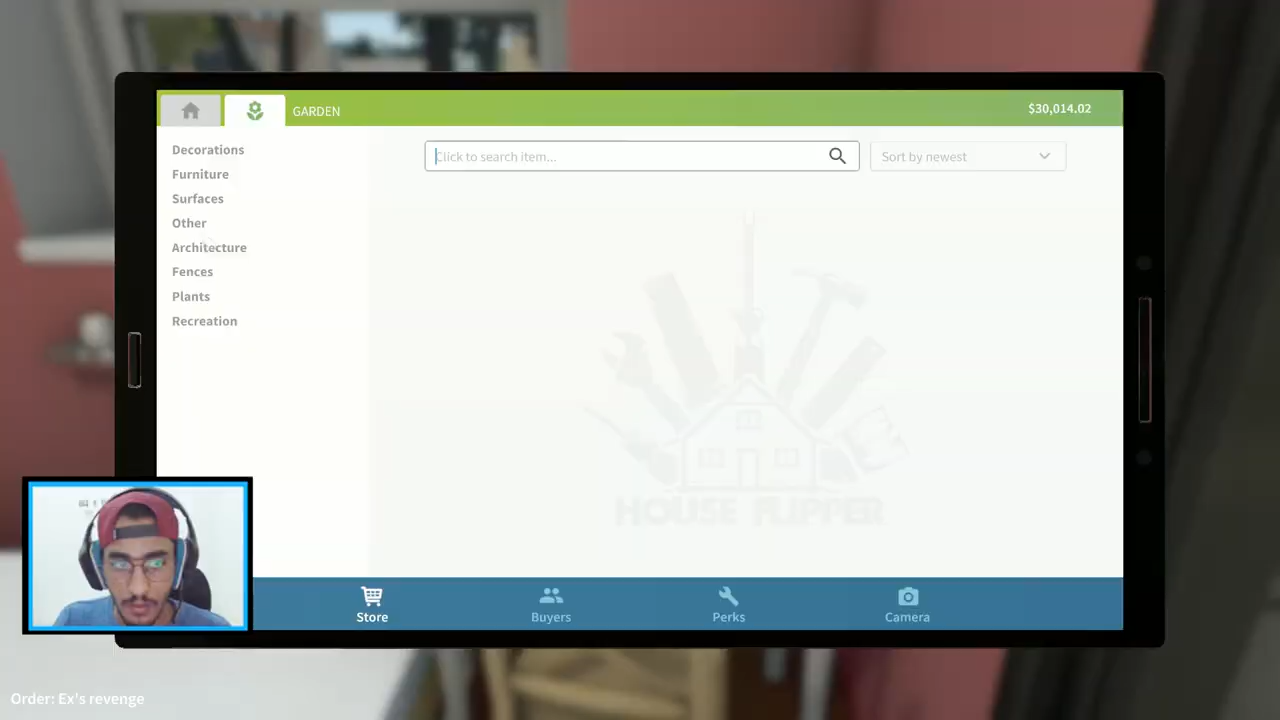 GARDEN
$30,014.02
Click to search item...
Sort by newest
Decorations
Furniture
Surfaces
Other
Architecture
Fences
Plants
Recreation
HOUSE FLIPPER
Store
Buyers
Perks
Camera
Order: Ex's revenge